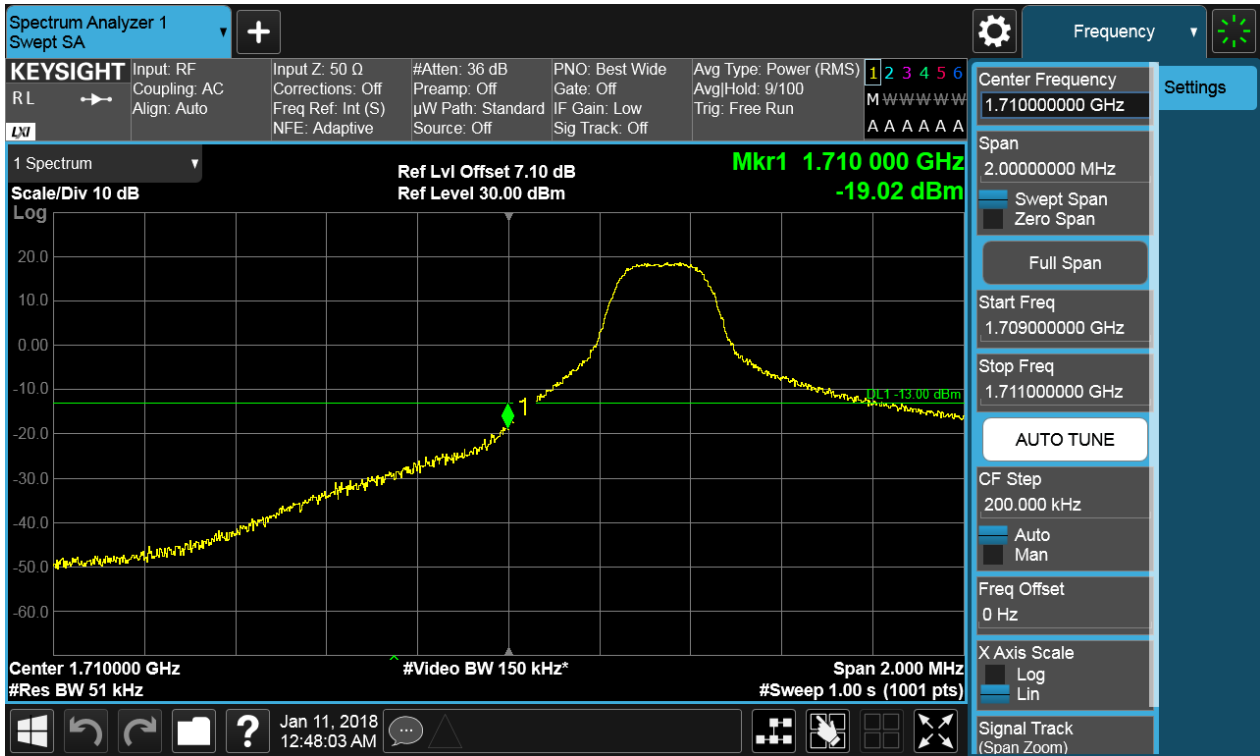 Spectrum Analyzer 1
Swept SA
Frequency
KEYSIGHT
RL
LXI
Input: RF
Coupling: AC
Align: Auto
Input Z: 50 Ω
Corrections: Off
Freq Ref: Int (S)
NFE: Adaptive
#Atten: 36 dB
Preamp: Off
µW Path: Standard
Source: Off
PNO: Best Wide
Gate: Off
IF Gain: Low
Sig Track: Off
Avg Type: Power (RMS)
Avg|Hold: 9/100
Trig: Free Run
1 2 3 4 5 6
M W W W W W
A A A A A A
1 Spectrum
Scale/Div 10 dB
Ref Lvl Offset 7.10 dB
Ref Level 30.00 dBm
Mkr1 1.710 000 GHz
-19.02 dBm
Log
20.0
10.0
0.00
-10.0
-20.0
-30.0
-40.0
-50.0
-60.0
1
DL1 -13.00 dBm
Center 1.710000 GHz
#Res BW 51 kHz
#Video BW 150 kHz*
Span 2.000 MHz
#Sweep 1.00 s (1001 pts)
Center Frequency
1.710000000 GHz
Span
2.00000000 MHz
Swept Span
Zero Span
Full Span
Start Freq
1.709000000 GHz
Stop Freq
1.711000000 GHz
AUTO TUNE
CF Step
200.000 kHz
Auto
Man
Freq Offset
0 Hz
X Axis Scale
Log
Lin
Signal Track
(Span Zoom)
Settings
?
Jan 11, 2018
12:48:03 AM